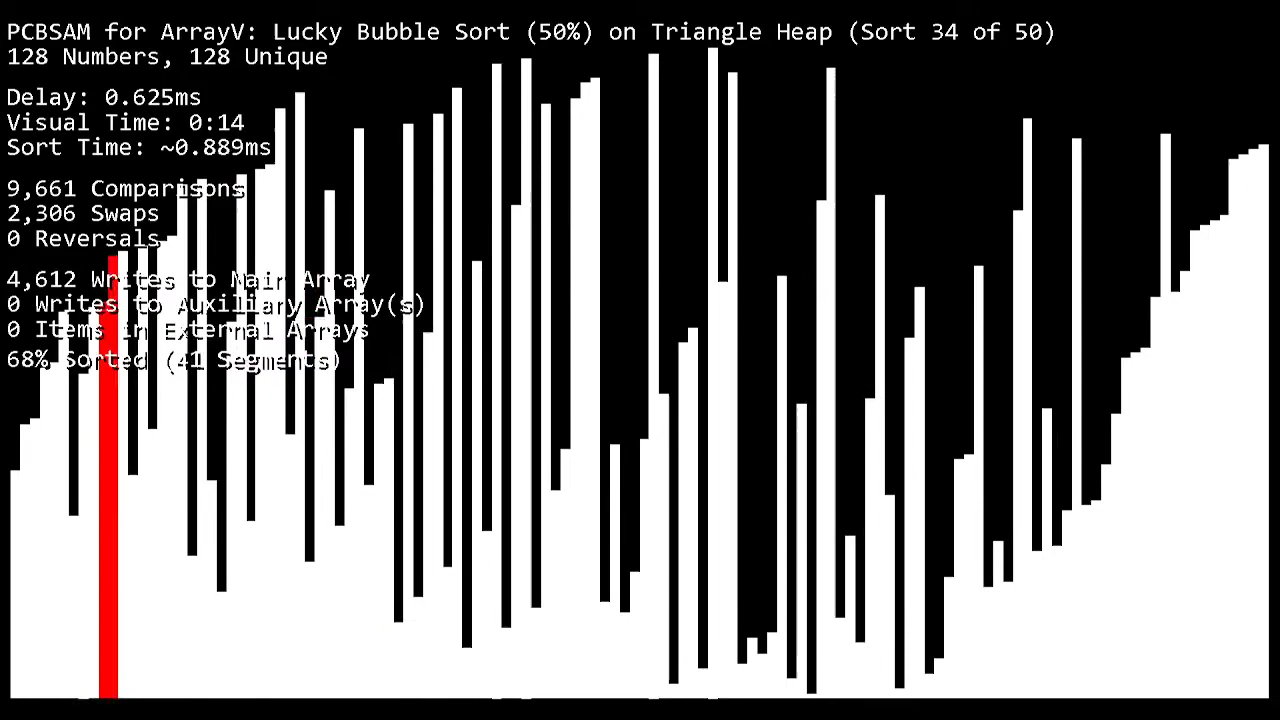 PCBSAM for ArrayV: Lucky Bubble Sort (50%) on Triangle Heap (Sort 34 of 50)
128 Numbers, 128 Unique
Delay: 0.625ms
Visual Time: 0:14
Sort Time: ~0.889ms
9,661 Comparisons
2,306 Swaps
0 Reversals
4,612 Writes to Main Array
0 Writes to Auxiliary Array(s)
0 Items in External Arrays
68% Sorted (41 Segments)